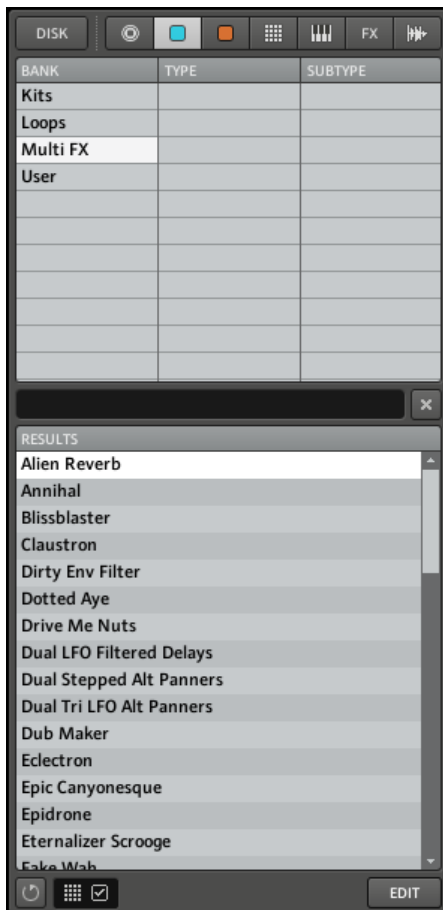 DISK FX
BANK TYPE SUBTYPE
Kits
Loops
Multi FX
User
RESULTS
Alien Reverb
Annihal
Blissblaster
Claustron
Dirty Env Filter
Dotted Aye
Drive Me Nuts
Dual LFO Filtered Delays
Dual Stepped Alt Panners
Dual Tri LFO Alt Panners
Dub Maker
Eclectron
Epic Canyonesque
Epidrone
Eternalizer Scrooge
Fake Wah
EDIT